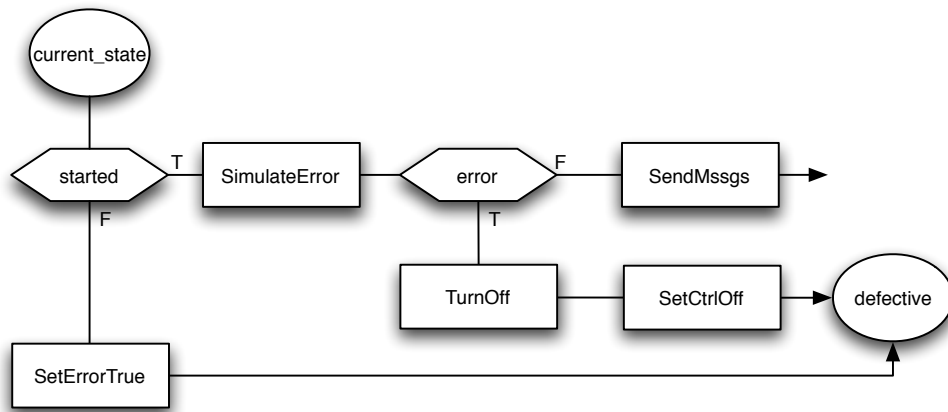 current_state
started
T
SimulateError
error
F
SendMssgs
F
T
TurnOff
SetCtrlOff
defective
SetErrorTrue